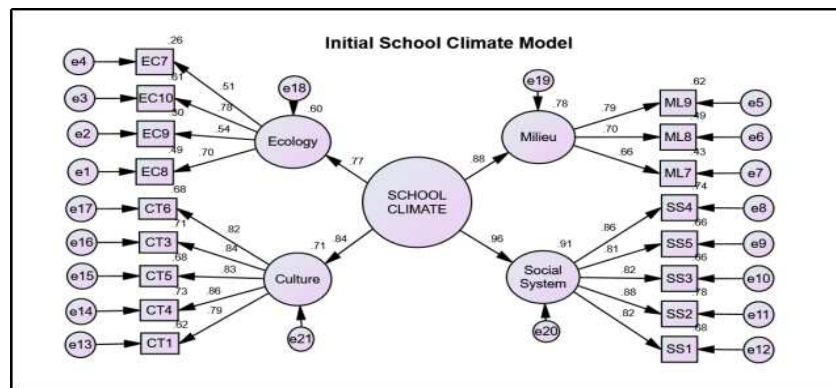 Initial School Climate Model
.26
e4 EC7
.61 .51
e3 EC10
.30 .78
e2 EC9
.49 .54
e1 EC8 .70
e18
.60
Ecology
.77
e19
.78
Milieu
.88
.62
.79 ML9 e5
.49
.70 ML8 e6
.43
.66 ML7 e7
SCHOOL
CLIMATE
.68
e17 CT6
.71 .82
e16 CT3
.68 .84
e15 CT5 .83
.73
e14 CT4 .86
.62
e13 CT1 .79
.71
.84
Culture
e21
.96
.91
Social
System
e20
.74
.86 SS4 e8
.66
.81 SS5 e9
.66
.82 SS3 e10
.78
.88 SS2 e11
.68
.82 SS1 e12